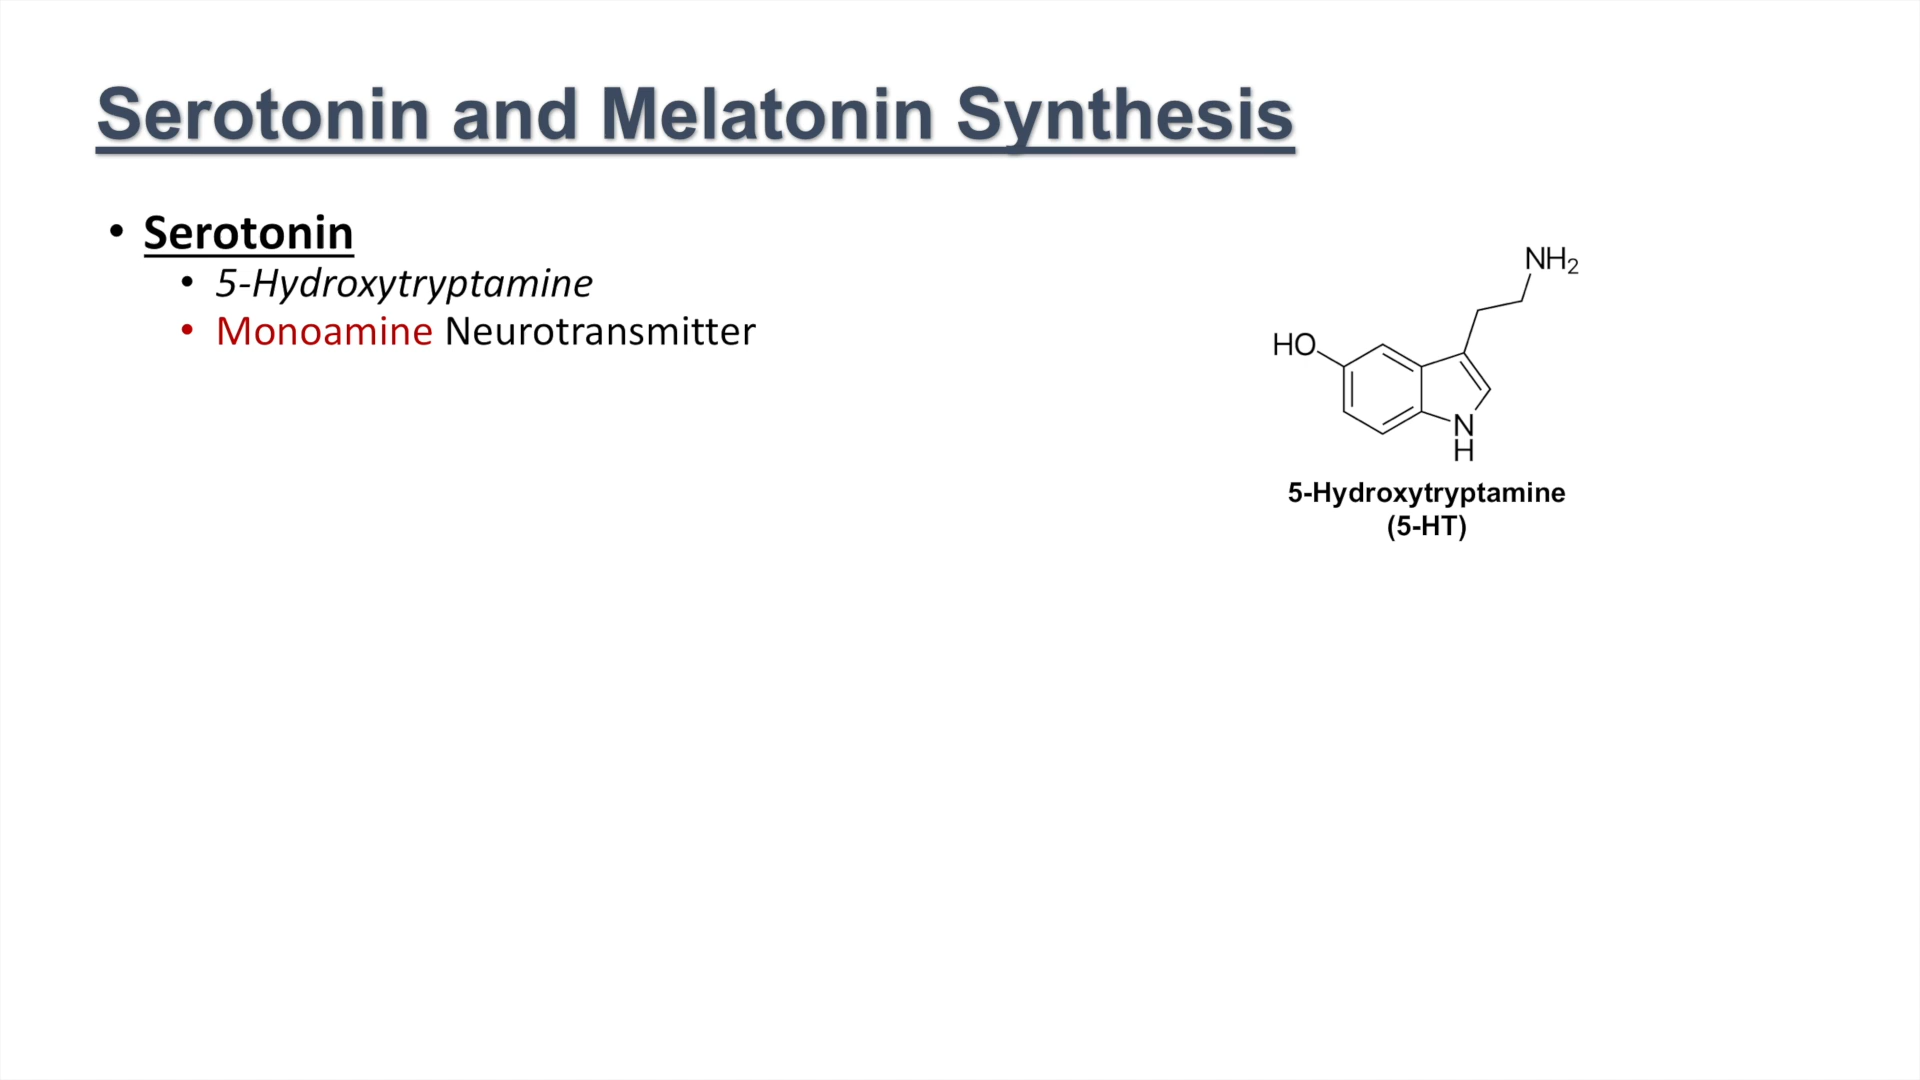 Serotonin and Melatonin Synthesis
• Serotonin
• 5-Hydroxytryptamine
• Monoamine Neurotransmitter
NH₂
HO
N
H
5-Hydroxytryptamine
(5-HT)